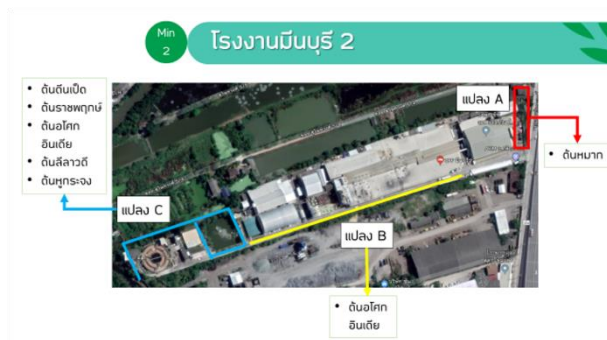 Min
2
โรงงานมีนบุรี 2
• ต้นตีนเป็ด
• ต้นราชพฤกษ์
• ต้นอโศก
อินเดีย
• ต้นลีลาวดี
• ต้นหูกระจง
แปลง A
• ต้นหมาก
แปลง C
แปลง B
• ต้นอโศก
อินเดีย